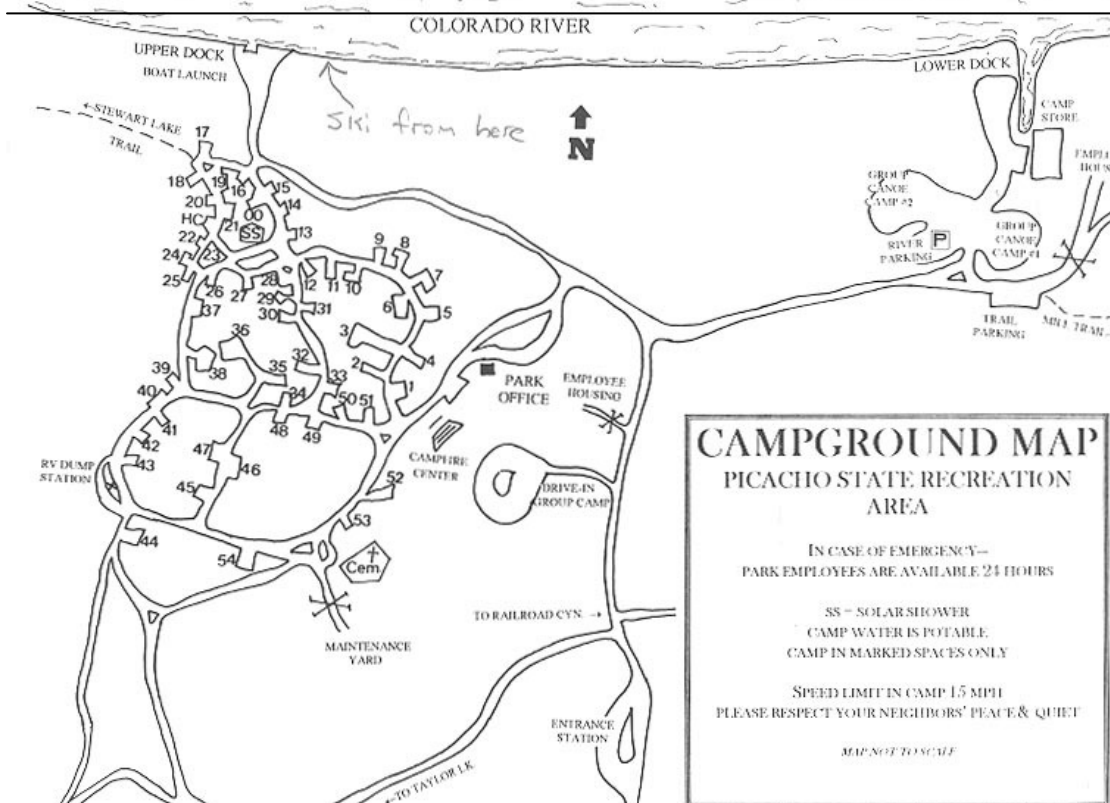 COLORADO RIVER
UPPER DOCK
BOAT LAUNCH
LOWER DOCK
←STEWART LAKE
TRAIL
Ski from here
N
CAMP
STORE
GROUP
CANOE
CAMP #2
RIVER
PARKING
P
GROUP
CANOE
CAMP #1
TRAIL
PARKING
17
18
19
16
15
20
14
HC
21
00
SS
13
22
23
24
25
26
27
28
12
11
10
9
8
7
6
5
29
30
31
37
36
3
4
2
1
38
35
32
33
34
39
40
50
51
48
49
41
42
43
47
46
45
44
52
53
54
PARK
OFFICE
EMPLOYEE
HOUSING
CAMPFIRE
CENTER
DRIVE-IN
GROUP CAMP
RV DUMP
STATION
Cem.
MAINTENANCE
YARD
TO RAILROAD CYN. →
ENTRANCE
STATION
←TO TAYLOR LK
CAMPGROUND MAP
PICACHO STATE RECREATION
AREA
IN CASE OF EMERGENCY—
PARK EMPLOYEES ARE AVAILABLE 24 HOURS
SS = SOLAR SHOWER
CAMP WATER IS POTABLE
CAMP IN MARKED SPACES ONLY
SPEED LIMIT IN CAMP 15 MPH
PLEASE RESPECT YOUR NEIGHBORS' PEACE & QUIET
MAP NOT TO SCALE